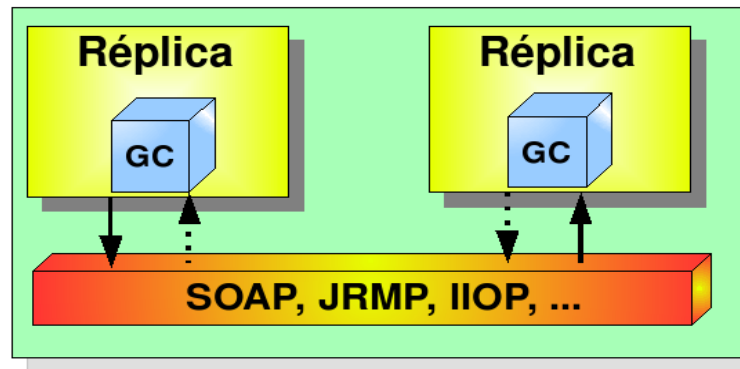 Réplica
Réplica
GC
GC
SOAP, JRMP, IIOP, ...